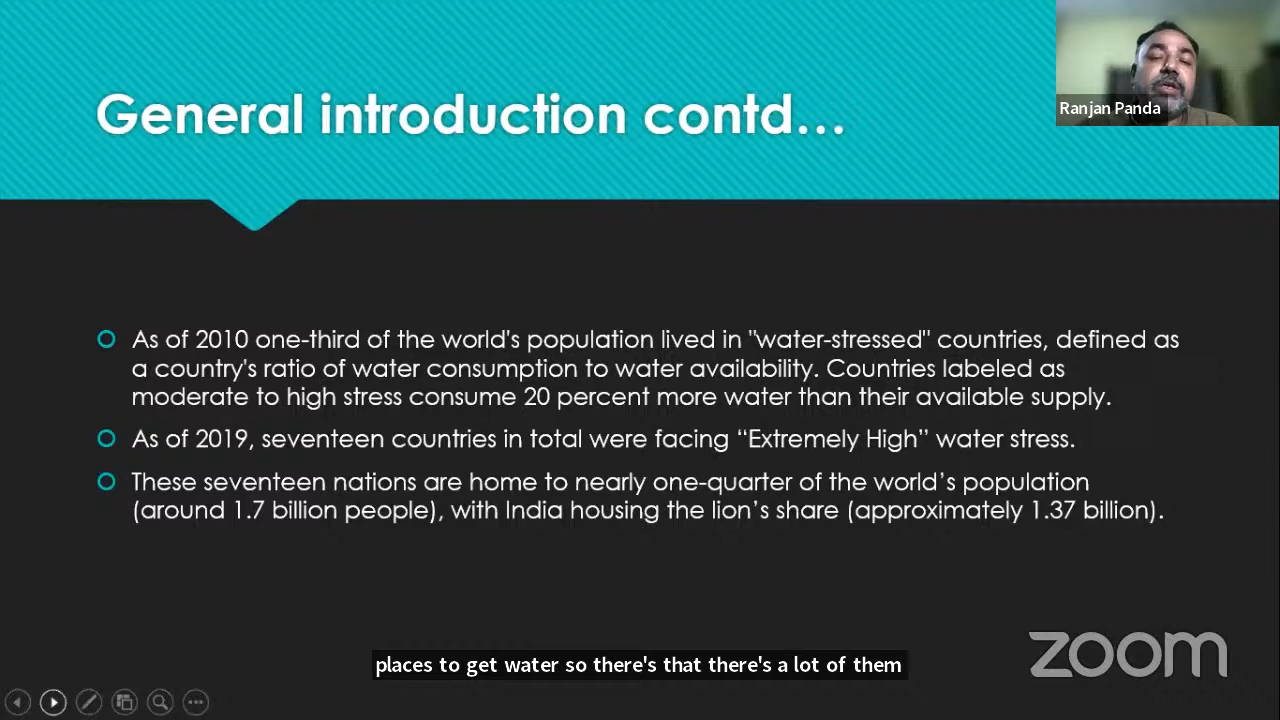 General introduction contd...
Ranjan Panda
As of 2010 one-third of the world's population lived in "water-stressed" countries, defined as
a country's ratio of water consumption to water availability. Countries labeled as
moderate to high stress consume 20 percent more water than their available supply.
As of 2019, seventeen countries in total were facing “Extremely High” water stress.
These seventeen nations are home to nearly one-quarter of the world’s population
(around 1.7 billion people), with India housing the lion’s share (approximately 1.37 billion).
places to get water so there's that there's a lot of them
zoom